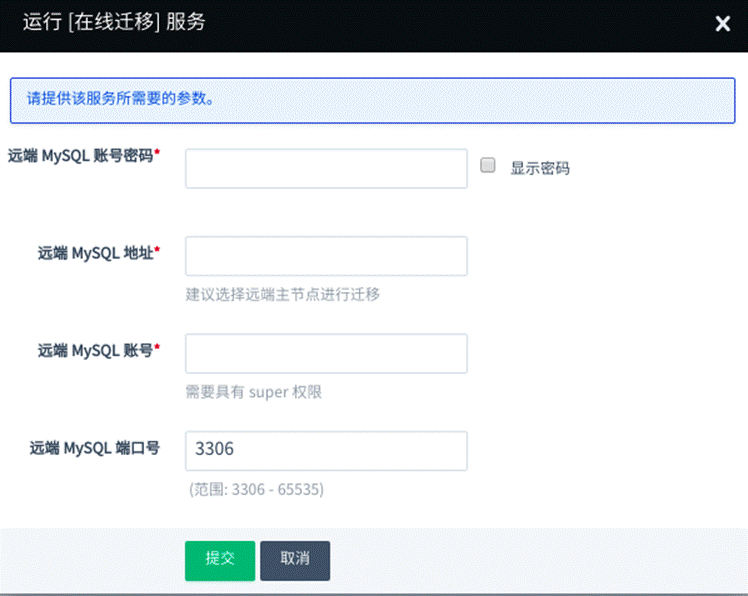 运行 [在线迁移] 服务
请提供该服务所需要的参数。
远端 MySQL 账号密码*
显示密码
远端 MySQL 地址*
建议选择远端主节点进行迁移
远端 MySQL 账号*
需要具有 super 权限
远端 MySQL 端口号
3306
(范围: 3306 - 65535)
提交 取消